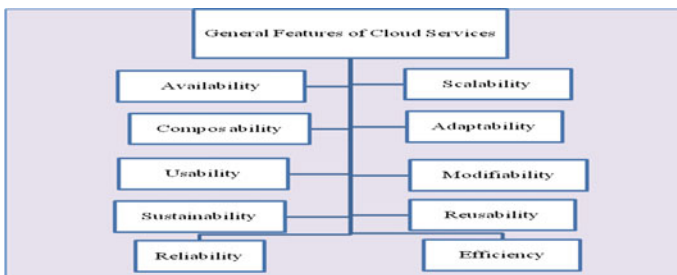 General Features of Cloud Services
Availability
Scalability
Composability
Adaptability
Usability
Modifiability
Sustainability
Reusability
Reliability
Efficiency